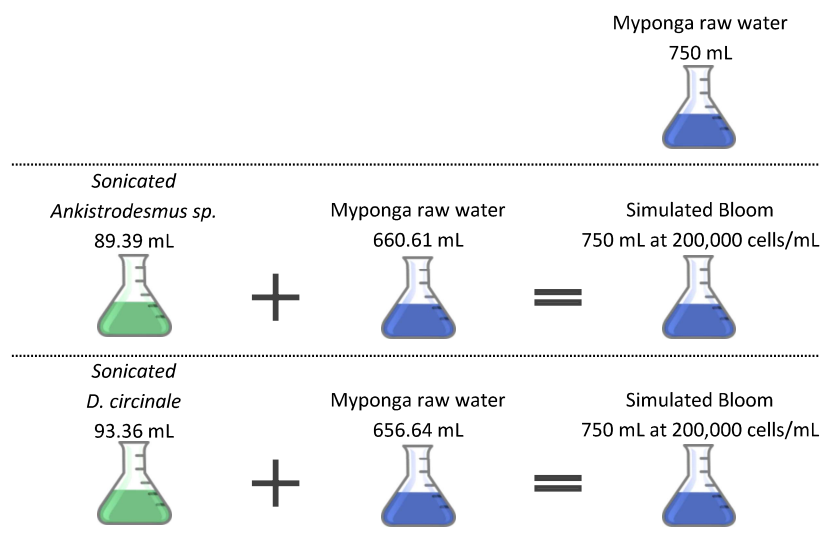 Myponga raw water
750 mL
Sonicated
Ankistrodesmus sp.
89.39 mL
Myponga raw water
660.61 mL
Simulated Bloom
750 mL at 200,000 cells/mL
Sonicated
D. circinale
93.36 mL
Myponga raw water
656.64 mL
Simulated Bloom
750 mL at 200,000 cells/mL